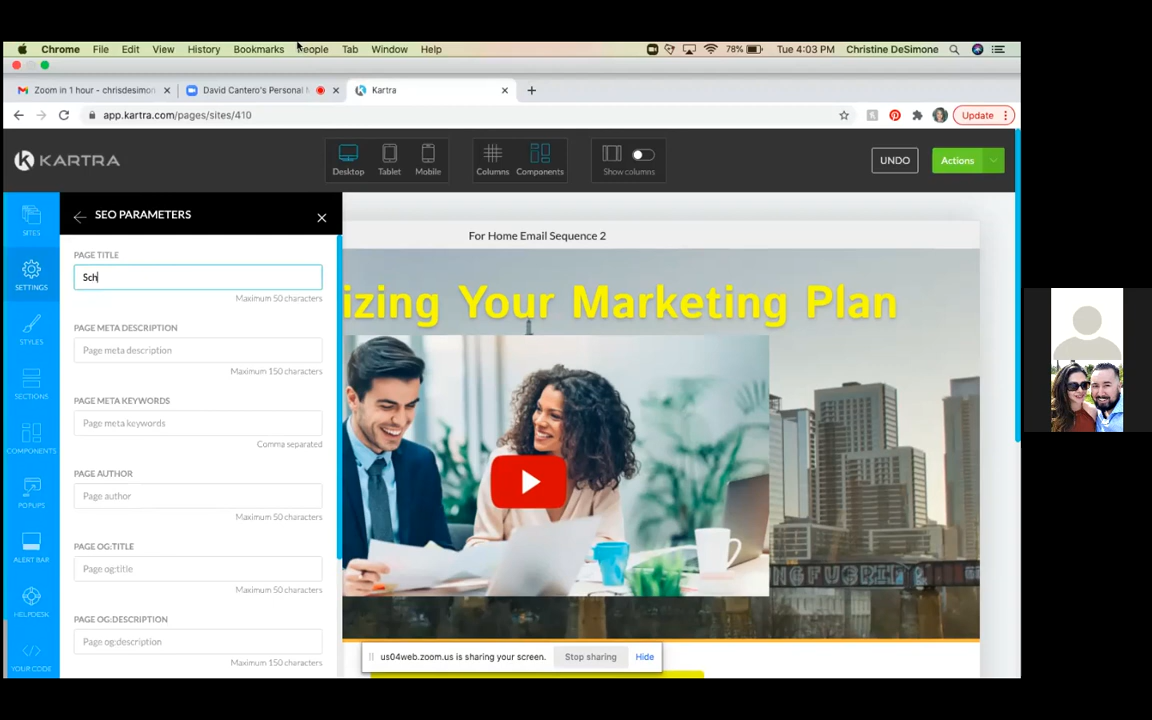 Chrome File Edit View History Bookmarks People Tab Window Help 78% Tue 4:03 PM Christine DeSimone
Zoom in 1 hour - chrisdesimon × David Cantero's Personal × Kartra × +
app.kartra.com/pages/sites/410 Update
KARTRA Desktop Tablet Mobile Columns Components Show columns UNDO Actions
SITES
SETTINGS
STYLES
SECTIONS
COMPONENTS
POPUPS
ALERT BAR
HELPDESK
YOUR CODE
SEO PARAMETERS
PAGE TITLE
Sch
Maximum 50 characters
PAGE META DESCRIPTION
Page meta description
Maximum 150 characters
PAGE META KEYWORDS
Page meta keywords
Comma separated
PAGE AUTHOR
Page author
Maximum 50 characters
PAGE OG:TITLE
Page og:title
Maximum 50 characters
PAGE OG:DESCRIPTION
Page og:description
Maximum 150 characters
For Home Email Sequence 2
izing Your Marketing Plan
us04web.zoom.us is sharing your screen. Stop sharing Hide